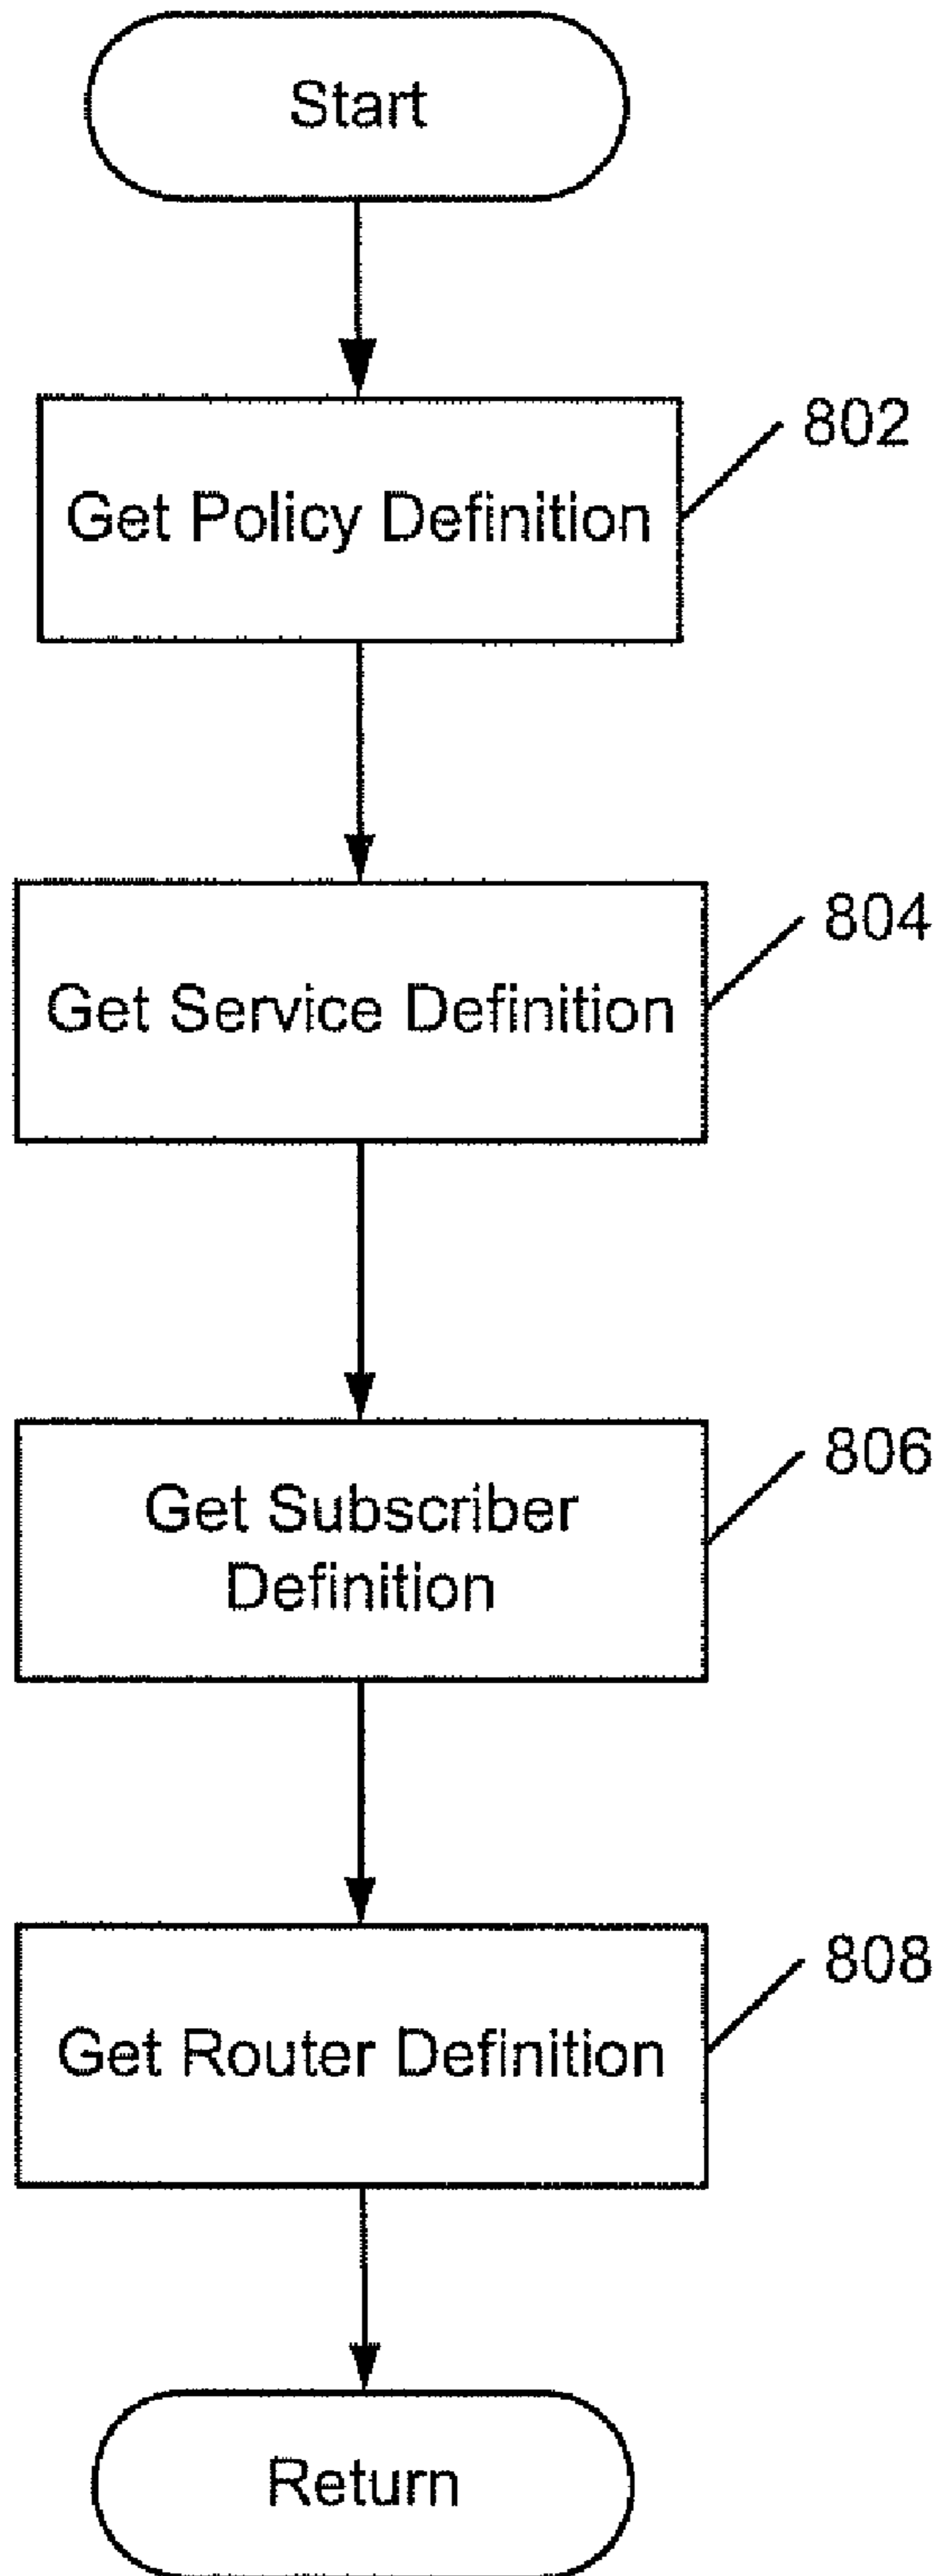 Start
802
Get Policy Definition
804
Get Service Definition
806
Get Subscriber
Definition
808
Get Router Definition
Return